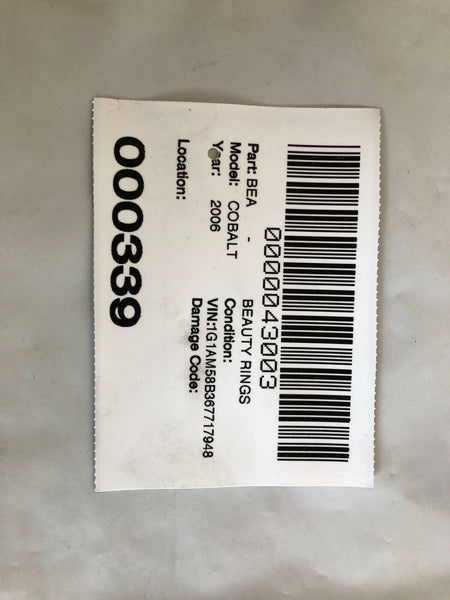 0000043003
Part: BEA - BEAUTY RINGS
Model: COBALT Condition:
Year: 2006 VIN:1G1AM58B367717948
Damage Code:
Location:
000339